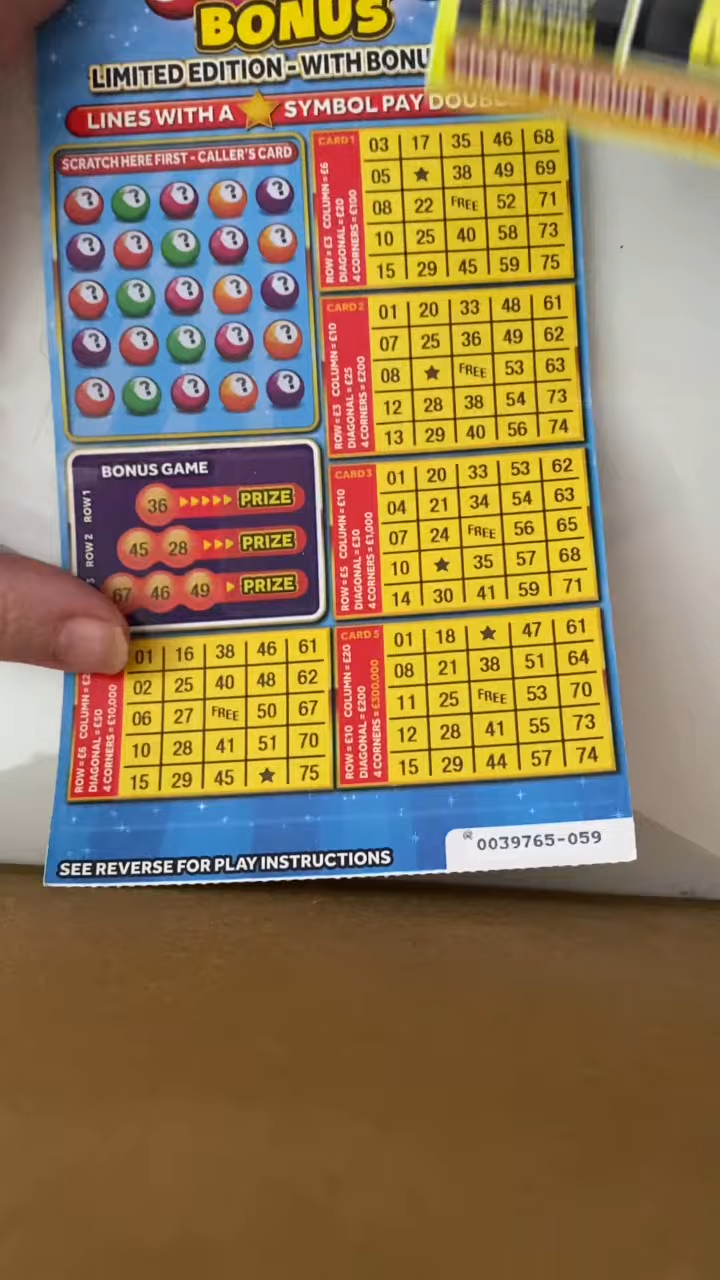 BONUS
LIMITED EDITION - WITH BONU
LINES WITH A SYMBOL PAY DOUB
SCRATCH HERE FIRST - CALLER'S CARD
? ? ? ? ?
? ? ? ? ?
? ? ? ? ?
? ? ? ? ?
? ? ? ? ?
CARD 1
ROW = £3 COLUMN = £6
DIAGONAL = £20
4 CORNERS = £100
03 17 35 46 68
05 ★ 38 49 69
08 22 FREE 52 71
10 25 40 58 73
15 29 45 59 75
CARD 2
ROW = £3 COLUMN = £10
DIAGONAL = £25
4 CORNERS = £200
01 20 33 48 61
07 25 36 49 62
08 ★ FREE 53 63
12 28 38 54 73
13 29 40 56 74
BONUS GAME
ROW 1
36 PRIZE
ROW 2
45 28 PRIZE
67 46 49 PRIZE
CARD 3
ROW = £5 COLUMN = £10
DIAGONAL = £30
4 CORNERS = £1,000
01 20 33 53 62
04 21 34 54 63
07 24 FREE 56 65
10 ★ 35 57 68
14 30 41 59 71
ROW = £6 COLUMN = £2
DIAGONAL = £50
4 CORNERS = £10,000
01 16 38 46 61
02 25 40 48 62
06 27 FREE 50 67
10 28 41 51 70
15 29 45 ★ 75
CARD 5
ROW = £10 COLUMN = £20
DIAGONAL = £200
4 CORNERS = £300,000
01 18 ★ 47 61
08 21 38 51 64
11 25 FREE 53 70
12 28 41 55 73
15 29 44 57 74
SEE REVERSE FOR PLAY INSTRUCTIONS
0039765-059